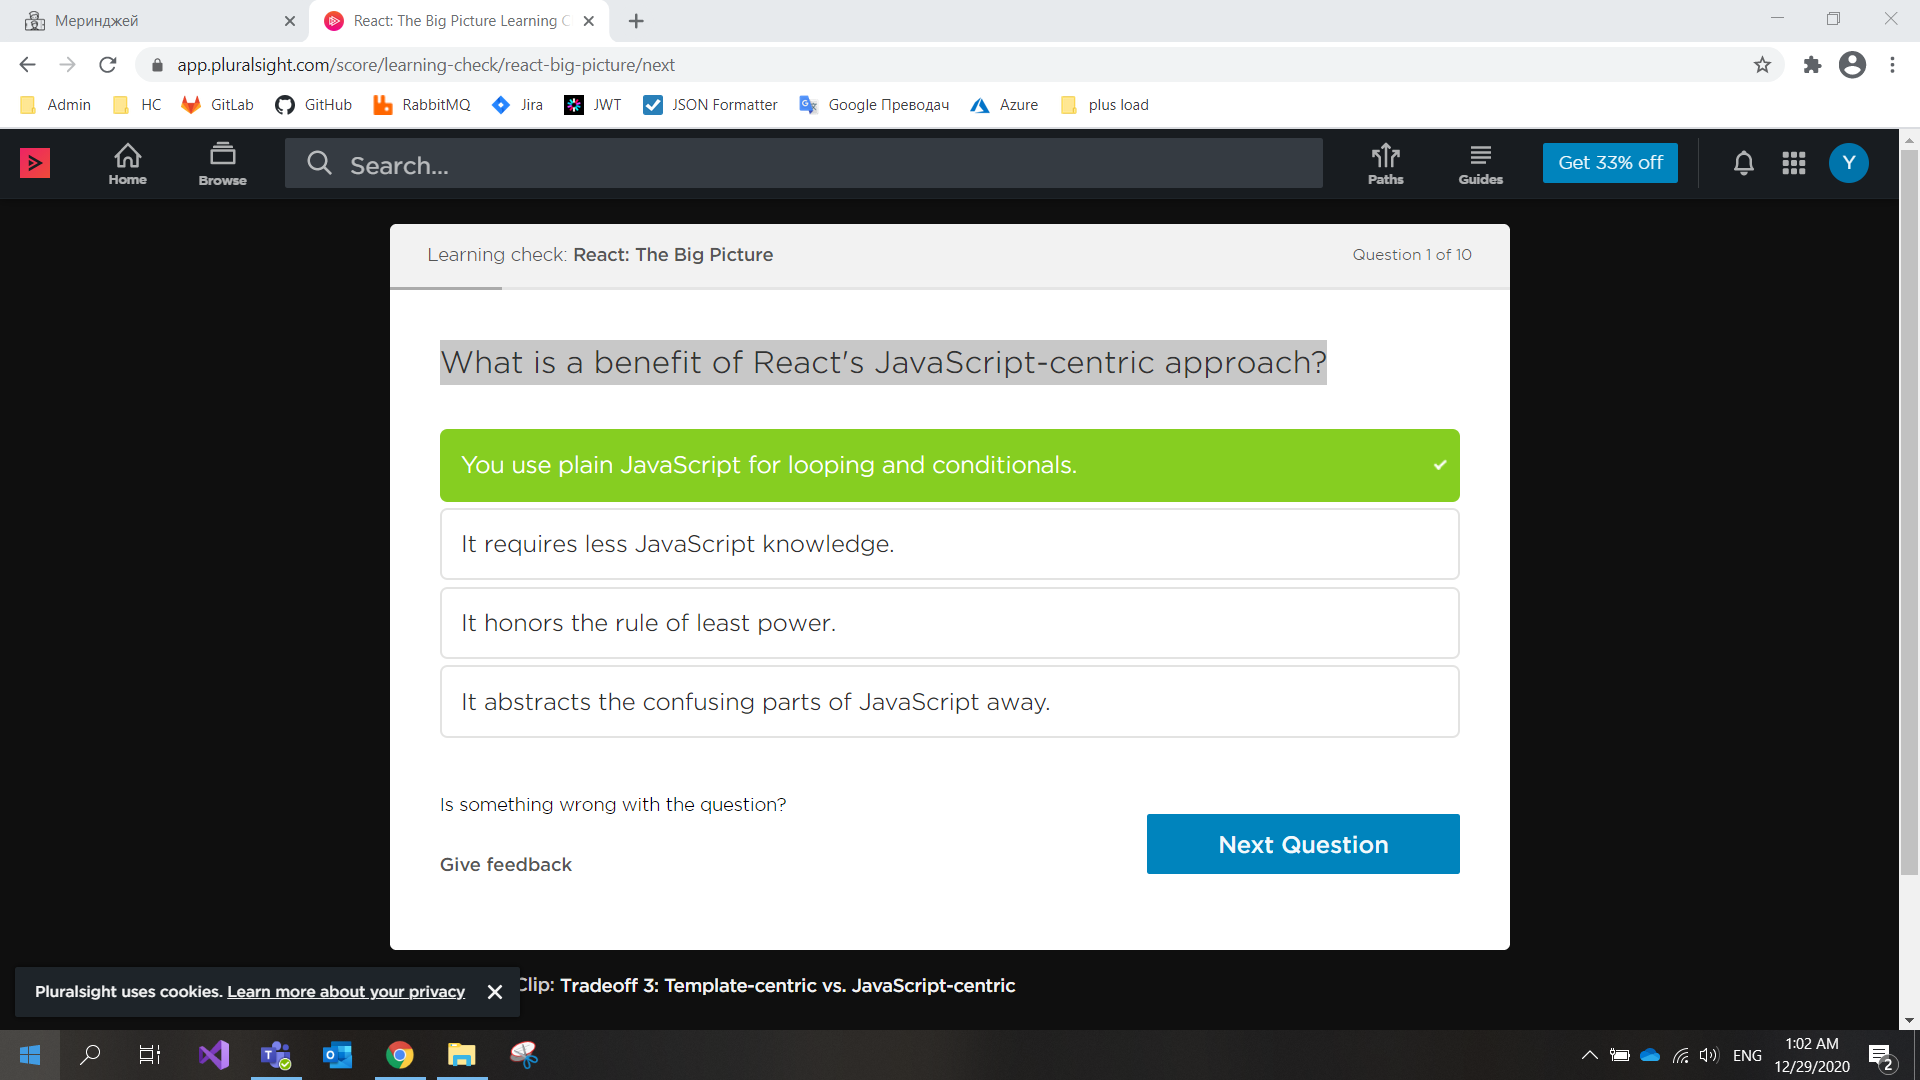 Меринджей
React: The Big Picture Learning C
app.pluralsight.com/score/learning-check/react-big-picture/next
Admin HC GitLab GitHub RabbitMQ Jira JWT JSON Formatter Google Преводач Azure plus load
Home Browse Search... Paths Guides Get 33% off Y
Learning check: React: The Big Picture Question 1 of 10
What is a benefit of React's JavaScript-centric approach?
You use plain JavaScript for looping and conditionals.
It requires less JavaScript knowledge.
It honors the rule of least power.
It abstracts the confusing parts of JavaScript away.
Is something wrong with the question?
Next Question
Give feedback
Clip: Tradeoff 3: Template-centric vs. JavaScript-centric
Pluralsight uses cookies. Learn more about your privacy
ENG
1:02 AM
12/29/2020
2